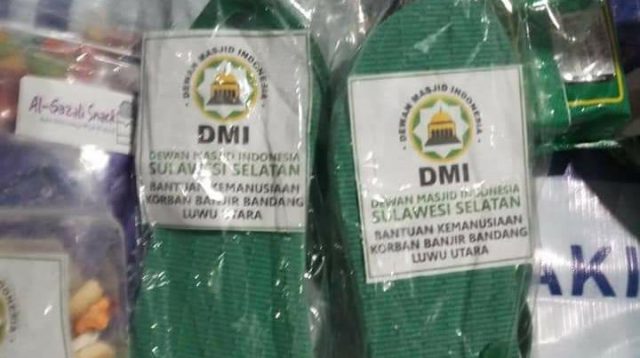 Al-Gazali Snack
DEWAN MASJID INDONESIA
DMI
DEWAN MASJID INDONESIA
SULAWESI SELATAN
BANTUAN KEMANUSIAAN
KORBAN BANJIR BANDANG
LUWU UTARA
DEWAN MASJID INDONESIA
DMI
DEWAN MASJID INDONESIA
SULAWESI SELATAN
BANTUAN KEMANUSIAAN
KORBAN BANJIR BANDANG
LUWU UTARA
AKI